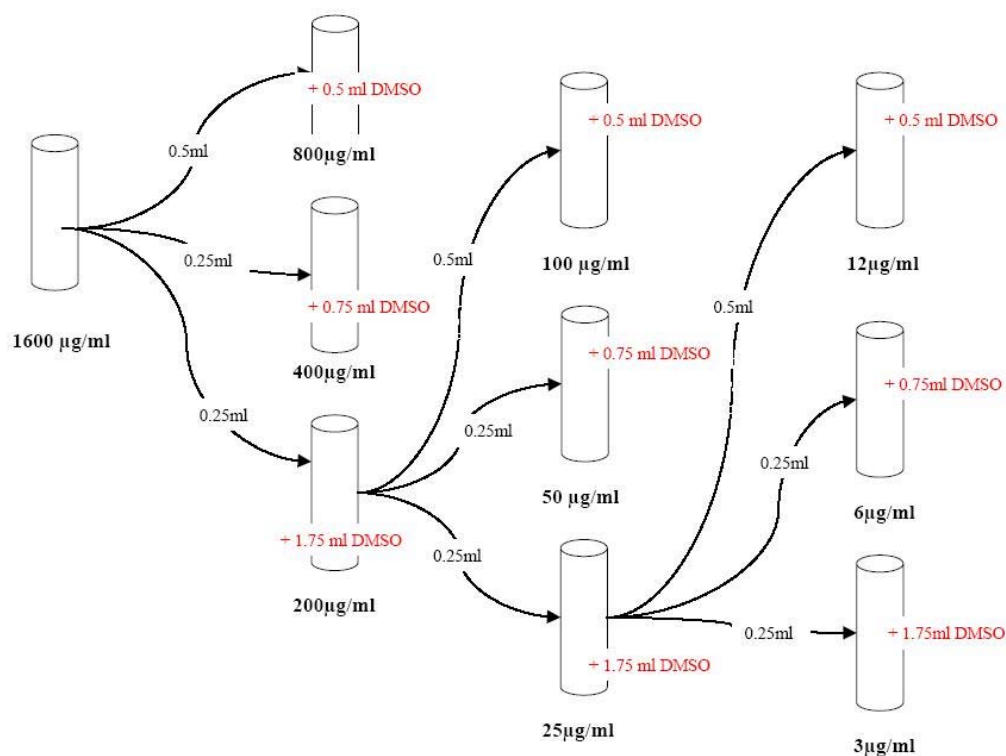 + 0.5 ml DMSO
0.5ml
800µg/ml
1600 µg/ml
0.25ml
+ 0.75 ml DMSO
400µg/ml
0.25ml
+ 1.75 ml DMSO
200µg/ml
+ 0.5 ml DMSO
0.5ml
100 µg/ml
+ 0.75 ml DMSO
0.25ml
50 µg/ml
0.25ml
+ 1.75 ml DMSO
25µg/ml
+ 0.5 ml DMSO
12µg/ml
0.5ml
+ 0.75ml DMSO
0.25ml
6µg/ml
0.25ml
+ 1.75ml DMSO
3µg/ml